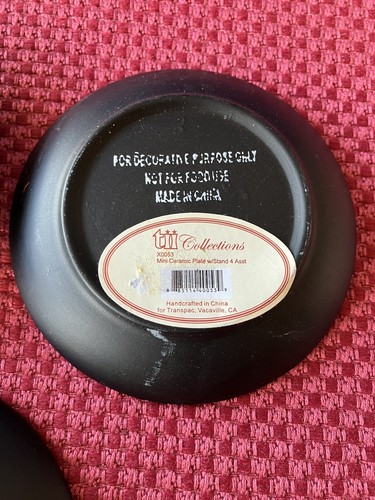 FOR DECORATIVE PURPOSE ONLY
NOT FOR FOOD USE
MADE IN CHINA
tii Collections
X0053
Mini Ceramic Plate w/Stand 4 Asst
Handcrafted in China
for Transpac, Vacaville, CA